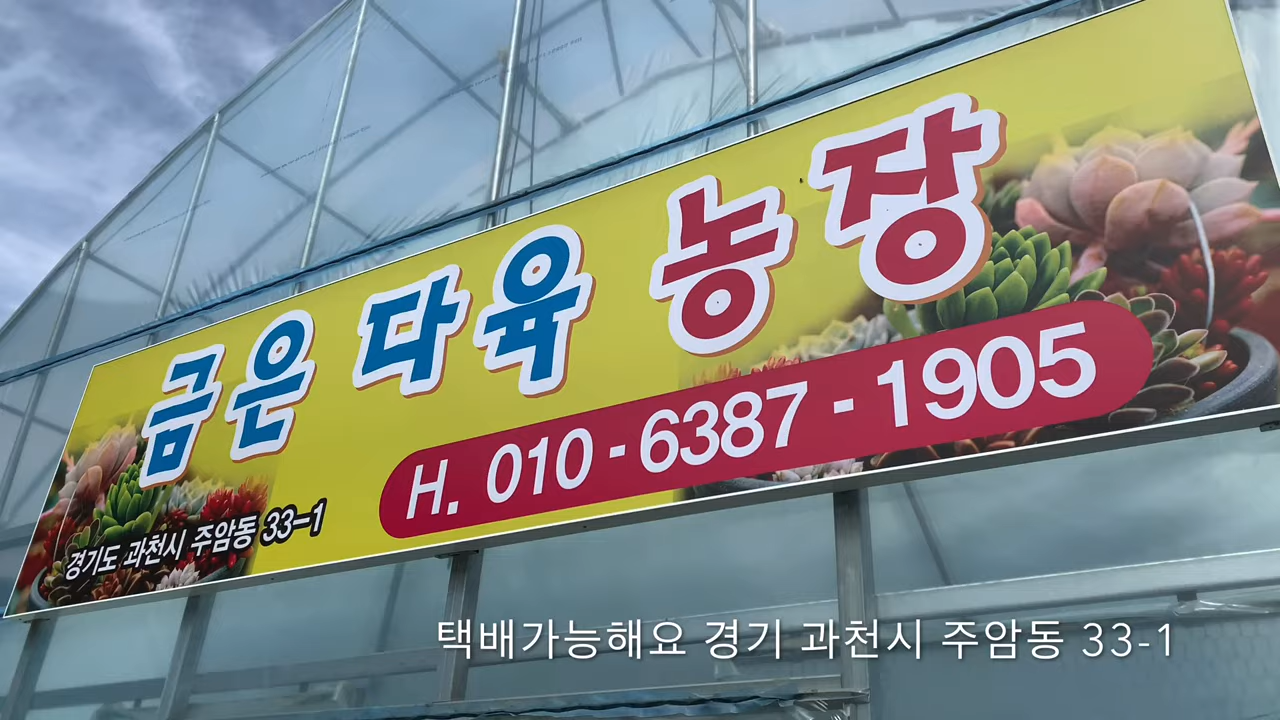 금은 다육 농장
H. 010-6387-1905
경기도 과천시 주암동 33-1
택배가능해요 경기 과천시 주암동 33-1